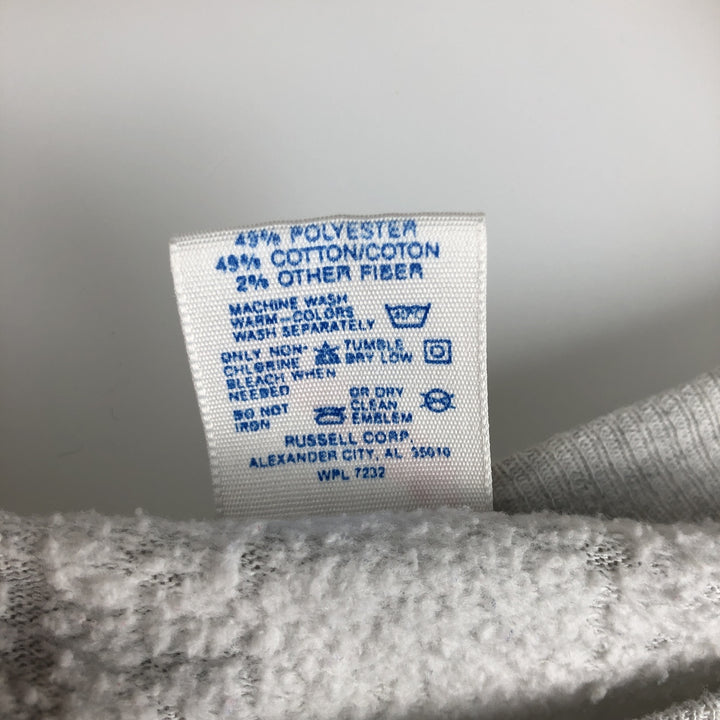 49% POLYESTER
49% COTTON/COTON
2% OTHER FIBER
MACHINE WASH
WARM-COLORS
WASH SEPARATELY
ONLY NON-
CHLORINE
BLEACH WHEN
NEEDED
TUMBLE
DRY LOW
DO NOT
IRON
OR DRY
CLEAN
EMBLEM
RUSSELL CORP.
ALEXANDER CITY, AL 35010
WPL 7232